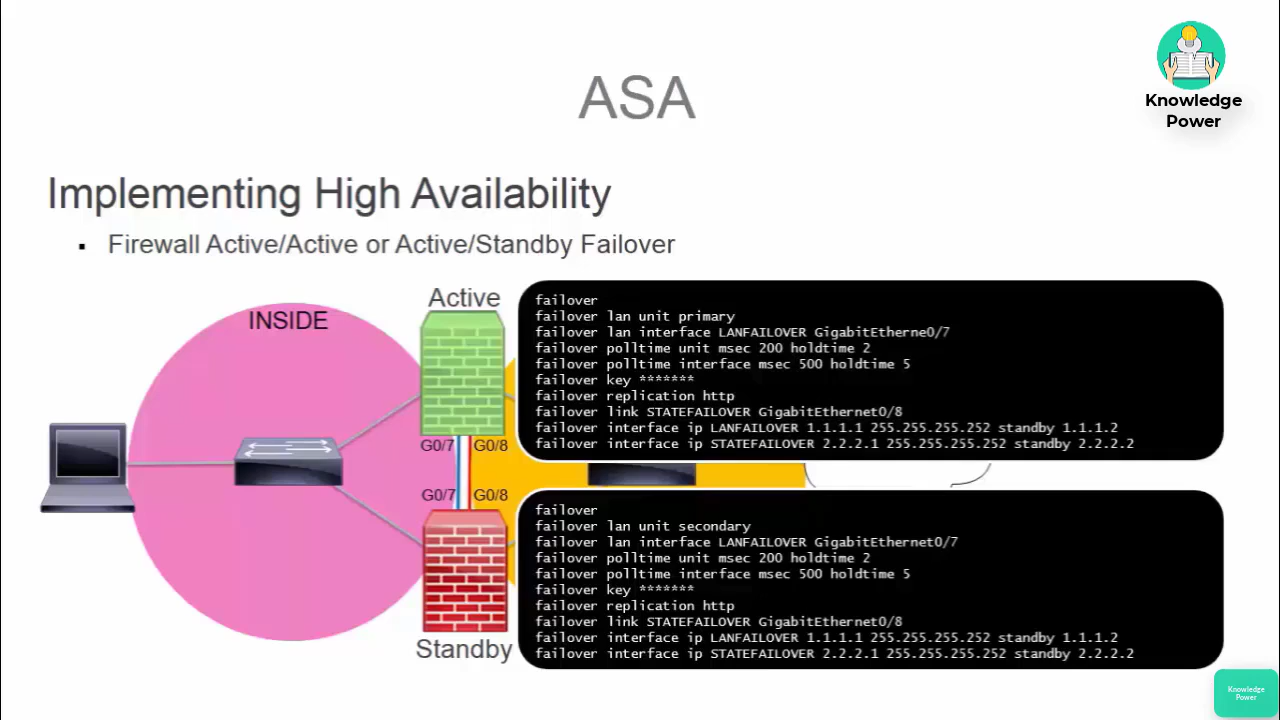 Knowledge
Power
ASA
Implementing High Availability
▪ Firewall Active/Active or Active/Standby Failover
Active
INSIDE
failover
failover lan unit primary
failover lan interface LANFAILOVER GigabitEtherne0/7
failover polltime unit msec 200 holdtime 2
failover polltime interface msec 500 holdtime 5
failover key *******
failover replication http
failover link STATEFAILOVER GigabitEthernet0/8
failover interface ip LANFAILOVER 1.1.1.1 255.255.255.252 standby 1.1.1.2
failover interface ip STATEFAILOVER 2.2.2.1 255.255.255.252 standby 2.2.2.2
G0/7 G0/8
G0/7 G0/8
failover
failover lan unit secondary
failover lan interface LANFAILOVER GigabitEthernet0/7
failover polltime unit msec 200 holdtime 2
failover polltime interface msec 500 holdtime 5
failover key *******
failover replication http
failover link STATEFAILOVER GigabitEthernet0/8
failover interface ip LANFAILOVER 1.1.1.1 255.255.255.252 standby 1.1.1.2
failover interface ip STATEFAILOVER 2.2.2.1 255.255.255.252 standby 2.2.2.2
Standby
Knowledge
Power